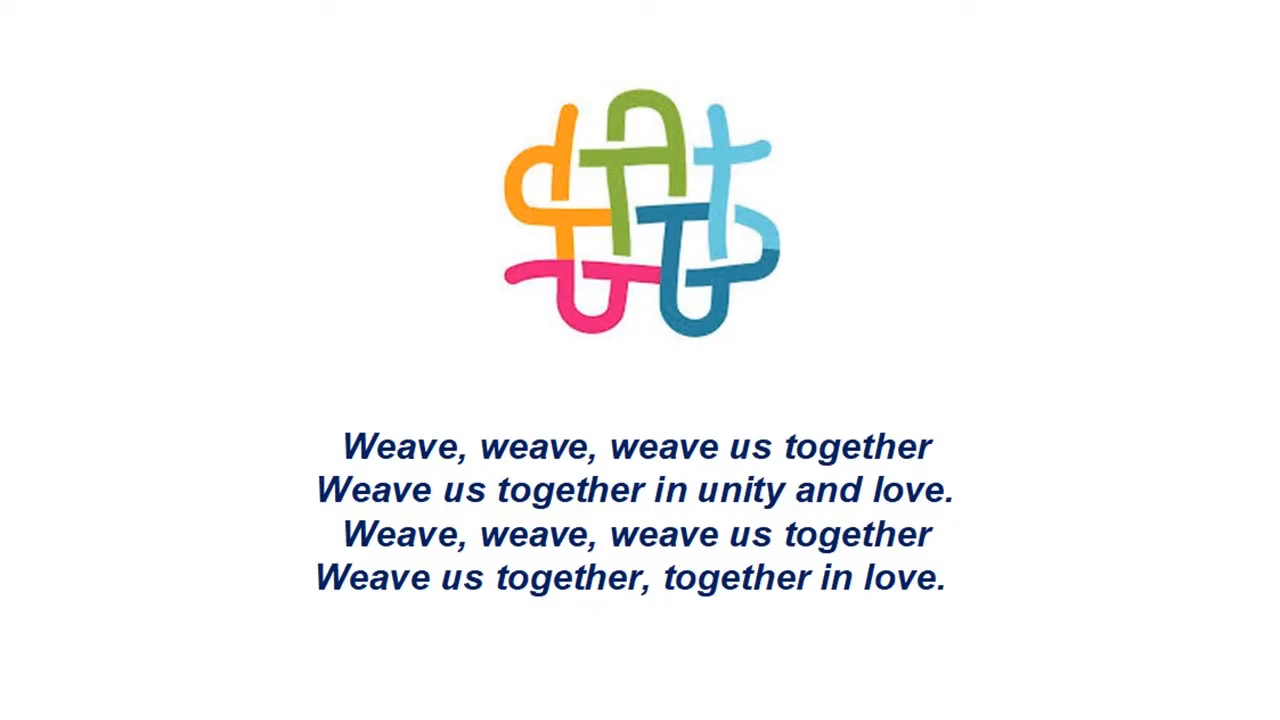 Weave, weave, weave us together
Weave us together in unity and love.
Weave, weave, weave us together
Weave us together, together in love.